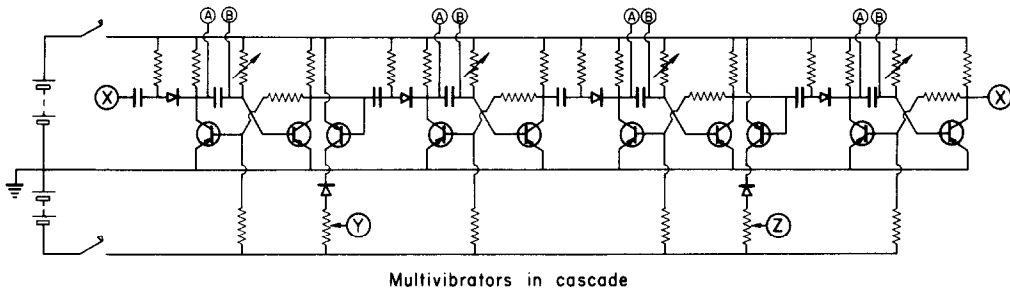 A B A B A B A B
X X
Y Z
Multivibrators in cascade